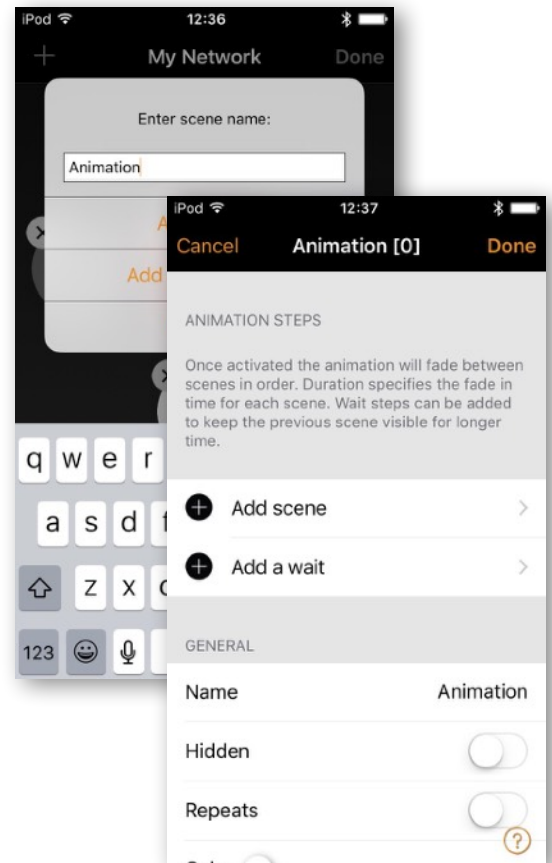 iPod 12:36
My Network Done
Enter scene name:
Animation
A
Add
q w e r
a s d f
z x c
123
iPod 12:37
Cancel Animation [0] Done
ANIMATION STEPS
Once activated the animation will fade between
scenes in order. Duration specifies the fade in
time for each scene. Wait steps can be added
to keep the previous scene visible for longer
time.
Add scene
Add a wait
GENERAL
Name Animation
Hidden
Repeats
?